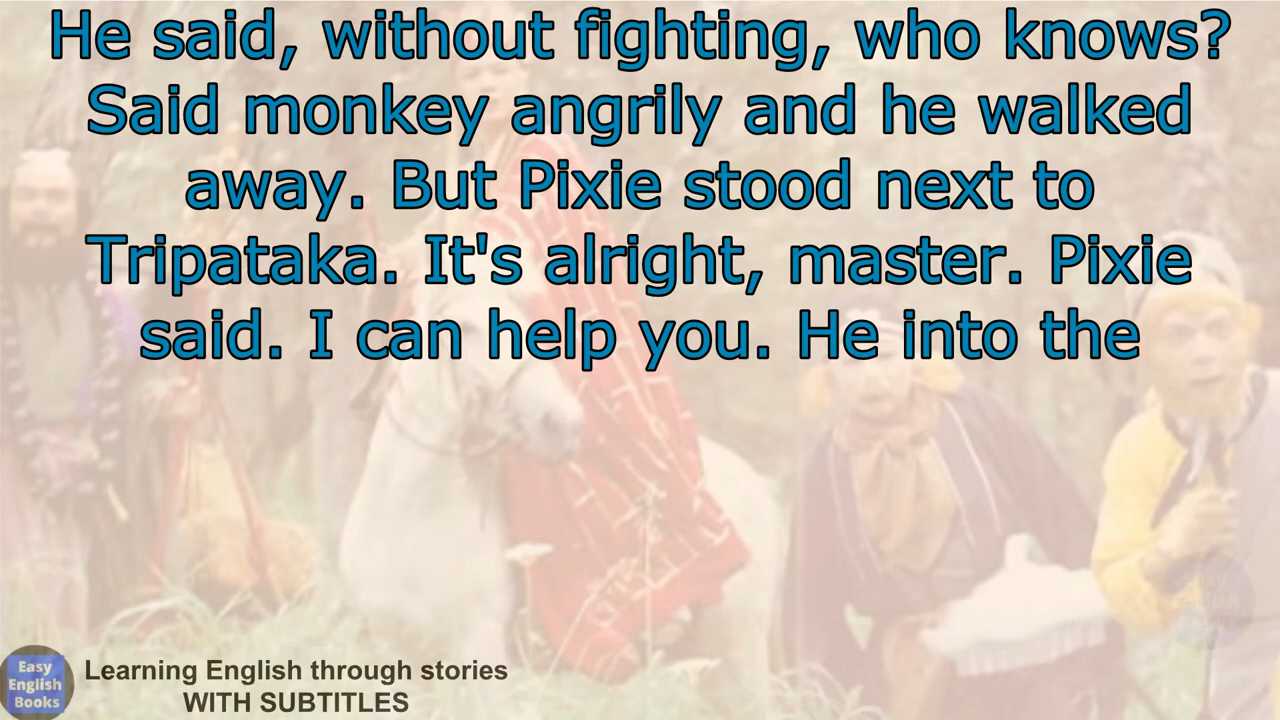 He said, without fighting, who knows?
Said monkey angrily and he walked
away. But Pixie stood next to
Tripataka. It's alright, master. Pixie
said. I can help you. He into the
Easy
English
Books
Learning English through stories
WITH SUBTITLES